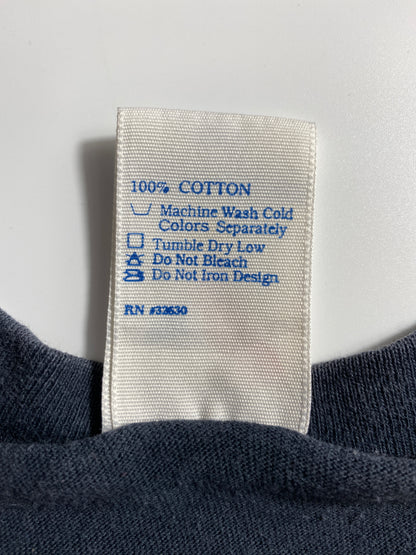 100% COTTON
Machine Wash Cold
Colors Separately
Tumble Dry Low
Do Not Bleach
Do Not Iron Design
RN #32630